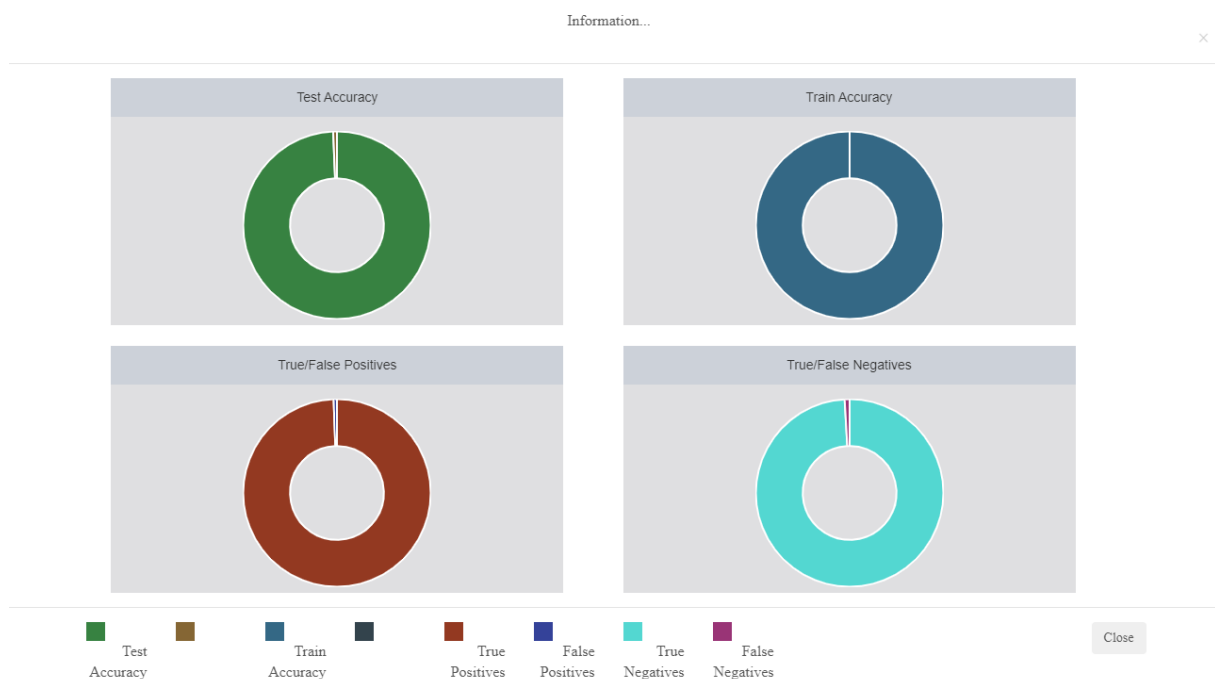 Information...
×
Test Accuracy
Train Accuracy
True/False Positives
True/False Negatives
Test
Accuracy
Train
Accuracy
True
Positives
False
Positives
True
Negatives
False
Negatives
Close